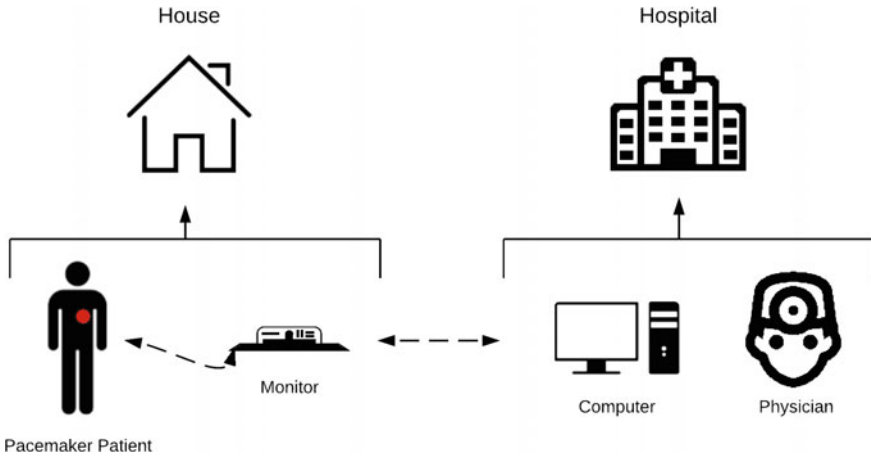 House
Hospital
Monitor
Computer
Physician
Pacemaker Patient